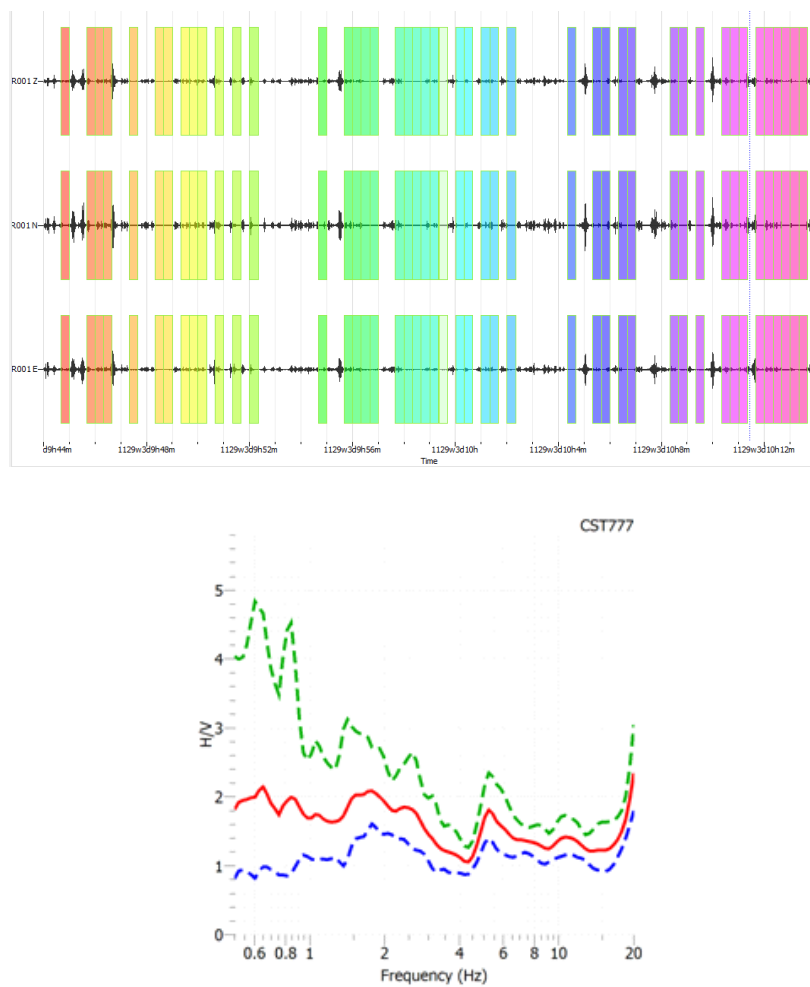 R001 Z
R001 N
R001 E
d9h44m 1129w3d9h48m 1129w3d9h52m 1129w3d9h56m 1129w3d10h 1129w3d10h4m 1129w3d10h8m 1129w3d10h12m
Time
CST777
5
4
3
2
1
0
H/V
0.6 0.8 1 2 4 6 8 10 20
Frequency (Hz)